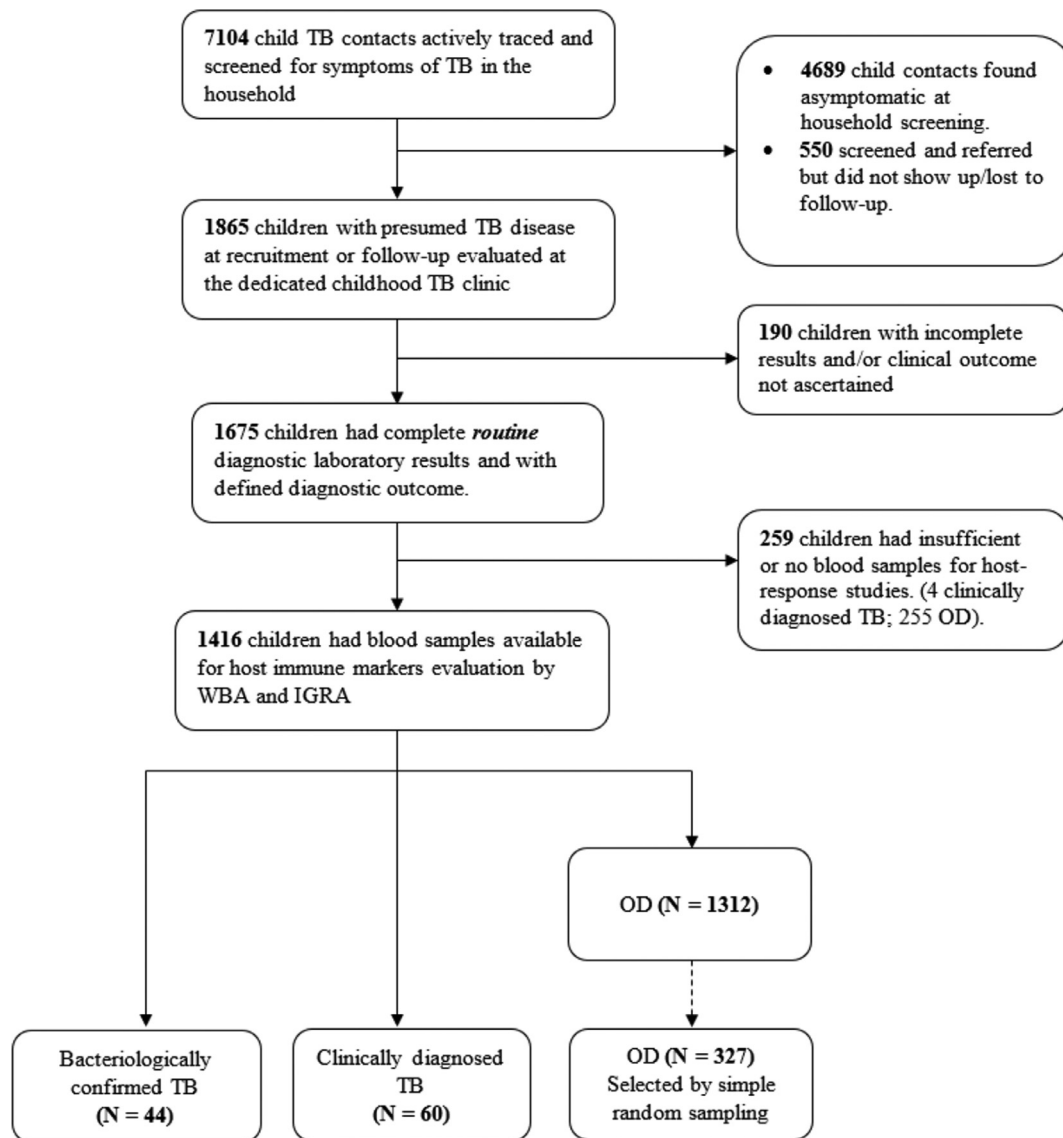 7104 child TB contacts actively traced and
screened for symptoms of TB in the
household
• 4689 child contacts found
asymptomatic at
household screening.
• 550 screened and referred
but did not show up/lost to
follow-up.
1865 children with presumed TB disease
at recruitment or follow-up evaluated at
the dedicated childhood TB clinic
190 children with incomplete
results and/or clinical outcome
not ascertained
1675 children had complete routine
diagnostic laboratory results and with
defined diagnostic outcome.
259 children had insufficient
or no blood samples for host-
response studies. (4 clinically
diagnosed TB; 255 OD).
1416 children had blood samples available
for host immune markers evaluation by
WBA and IGRA
OD (N = 1312)
Bacteriologically
confirmed TB
(N = 44)
Clinically diagnosed
TB
(N = 60)
OD (N = 327)
Selected by simple
random sampling